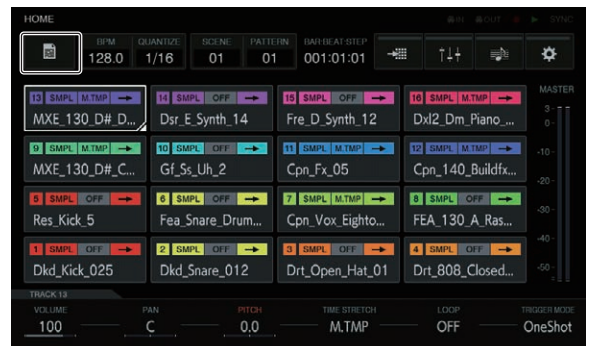 HOME IN OUT SYNC
BPM QUANTIZE SCENE PATTERN BAR:BEAT:STEP
128.0 1/16 01 01 001:01:01
MASTER
13 SMPL M.TMP 14 SMPL OFF 15 SMPL OFF 16 SMPL M.TMP
MXE_130_D#_D... Dsr_E_Synth_14 Fre_D_Synth_12 Dxl2_Dm_Piano_...
9 SMPL M.TMP 10 SMPL OFF 11 SMPL M.TMP 12 SMPL M.TMP
MXE_130_D#_C... Gf_Ss_Uh_2 Cpn_Fx_05 Cpn_140_Buildfx...
5 SMPL OFF 6 SMPL OFF 7 SMPL M.TMP 8 SMPL OFF
Res_Kick_5 Fea_Snare_Drum... Cpn_Vox_Eighto... FEA_130_A_Ras...
1 SMPL OFF 2 SMPL OFF 3 SMPL OFF 4 SMPL OFF
Dkd_Kick_025 Dkd_Snare_012 Drt_Open_Hat_01 Drt_808_Closed...
3
0
-10
-20
-30
-40
-50
TRACK 13
VOLUME PAN PITCH TIME STRETCH LOOP TRIGGER MODE
100 C 0.0 M.TMP OFF OneShot